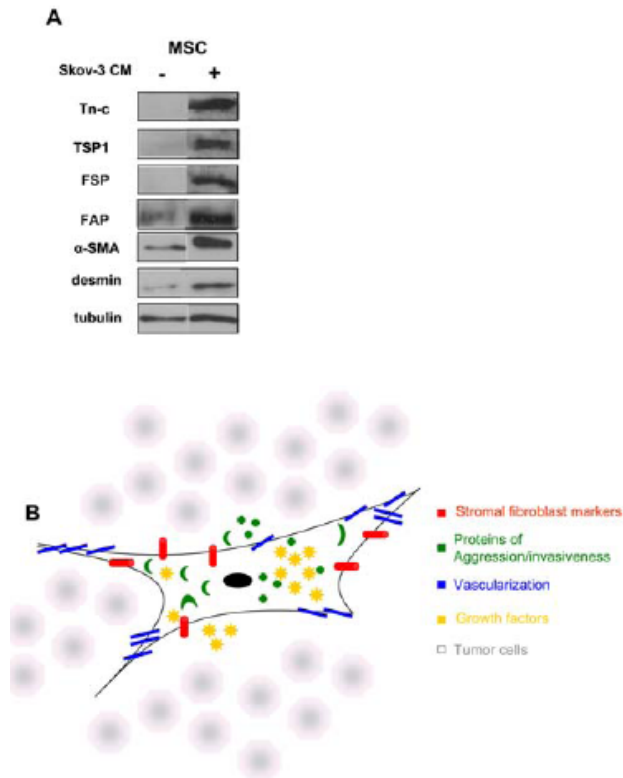 A
MSC
Skov-3 CM - +
Tn-c
TSP1
FSP
FAP
α-SMA
desmin
tubulin
B
Stromal fibroblast markers
Proteins of
Aggression/invasiveness
Vascularization
Growth factors
Tumor cells